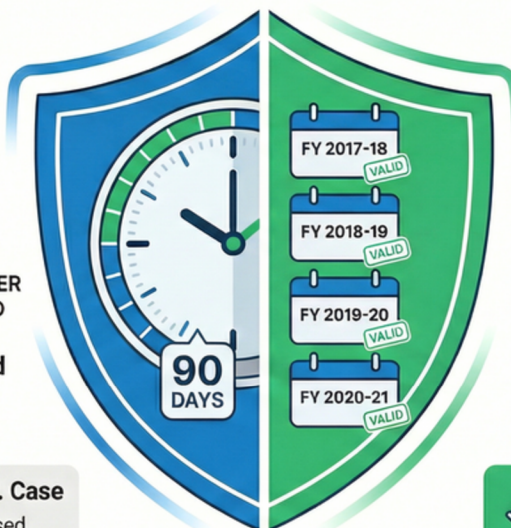 90
DAYS
FY 2017-18
VALID
FY 2018-19
VALID
FY 2019-20
VALID
FY 2020-21
VALID
Case